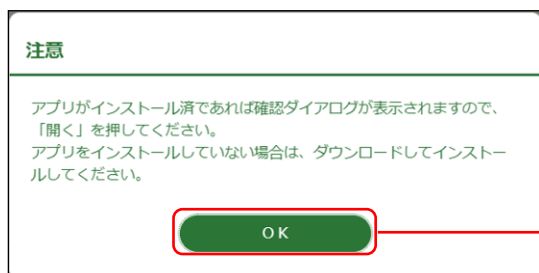 注意
アプリがインストール済であれば確認ダイアログが表示されますので、
「開く」を押してください。
アプリをインストールしていない場合は、ダウンロードしてインストー
ルしてください。
ＯＫ